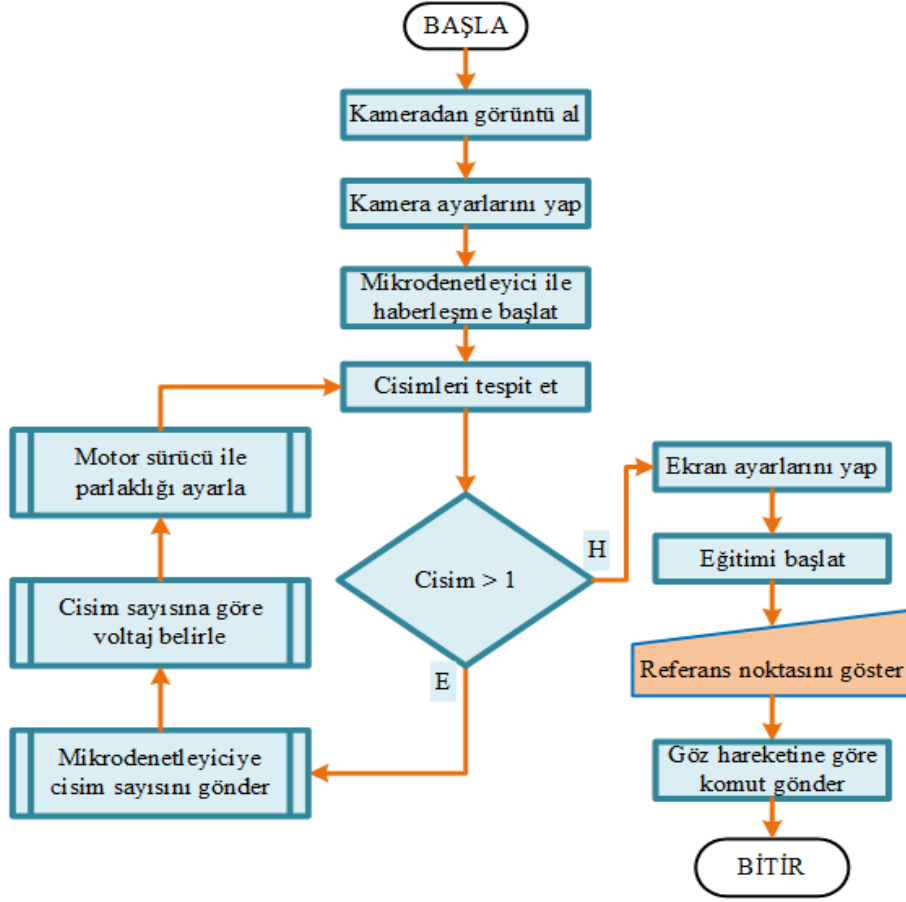 BAŞLA
Kameradan görüntü al
Kamera ayarlarını yap
Mikrodenetleyici ile
haberleşme başlat
Cisimleri tespit et
Cisim > 1
E
Mikrodenetleyiciye
cisim sayısını gönder
Cisim sayısına göre
voltaj belirle
Motor sürücü ile
parlaklığı ayarla
H
Ekran ayarlarını yap
Eğitimi başlat
Referans noktasını göster
Göz hareketine göre
komut gönder
BİTİR